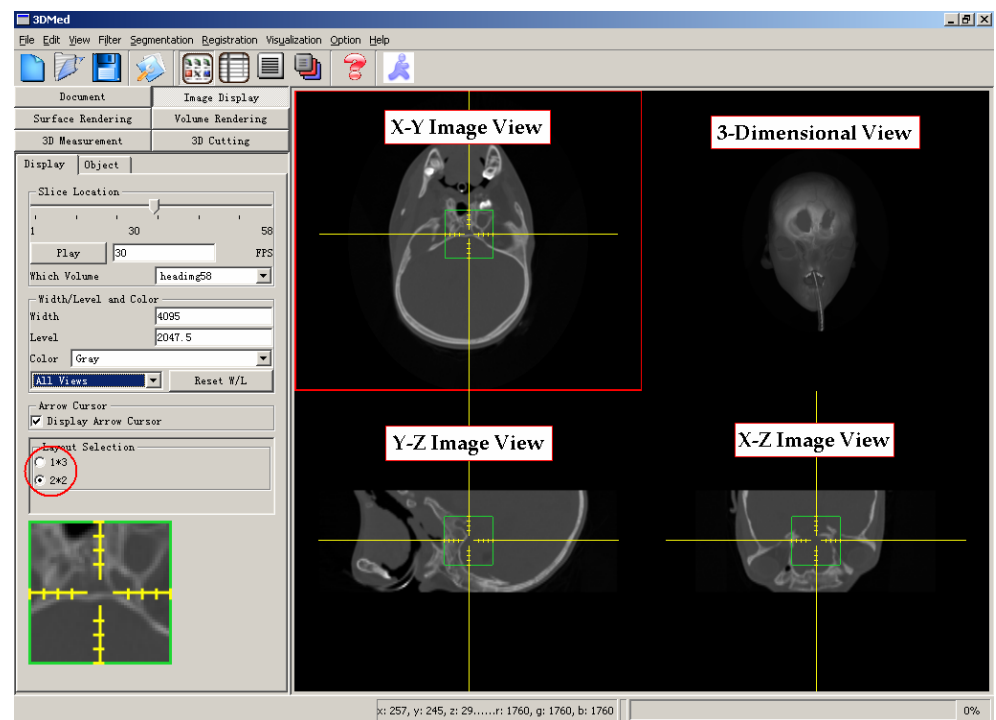 3DMed
File Edit View Filter Segmentation Registration Visualization Option Help
Document Image Display
Surface Rendering Volume Rendering
3D Measurement 3D Cutting
Display Object
Slice Location
1 30 58
Play 30 FPS
Which Volume heading58
Width/Level and Color
Width 4095
Level 2047.5
Color Gray
All Views Reset W/L
Arrow Cursor
Display Arrow Cursor
Layout Selection
1*3
2*2
X-Y Image View
3-Dimensional View
Y-Z Image View
X-Z Image View
x: 257, y: 245, z: 29......r: 1760, g: 1760, b: 1760
0%